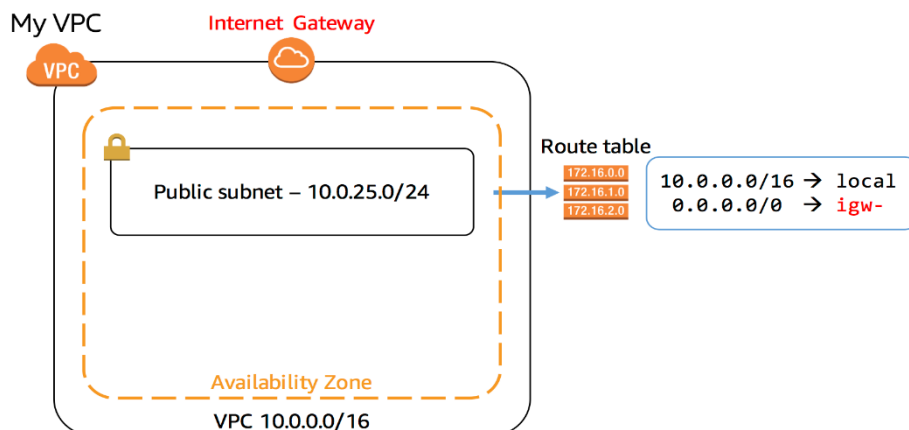 My VPC
Internet Gateway
VPC
Route table
172.16.0.0
172.16.1.0
172.16.2.0
10.0.0.0/16 → local
0.0.0.0/0 → igw-
Public subnet – 10.0.25.0/24
Availability Zone
VPC 10.0.0.0/16